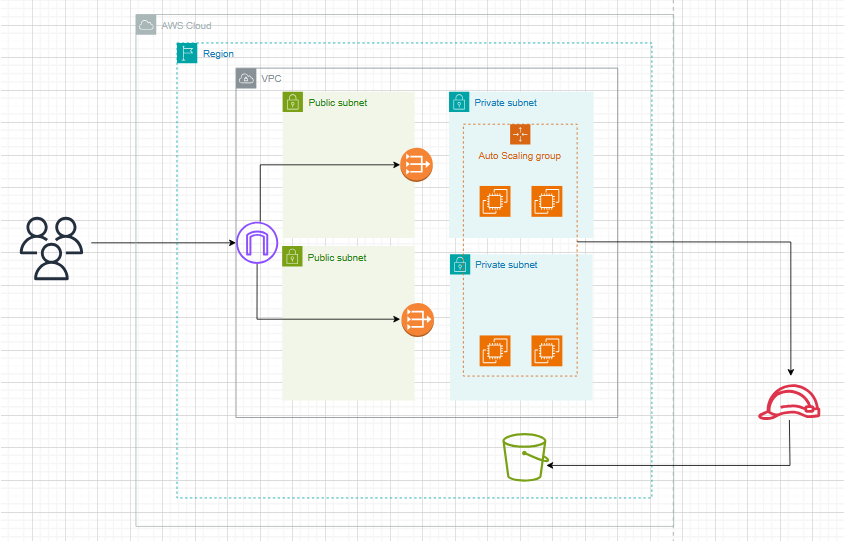 AWS Cloud
Region
VPC
Public subnet
Private subnet
Auto Scaling group
Public subnet
Private subnet